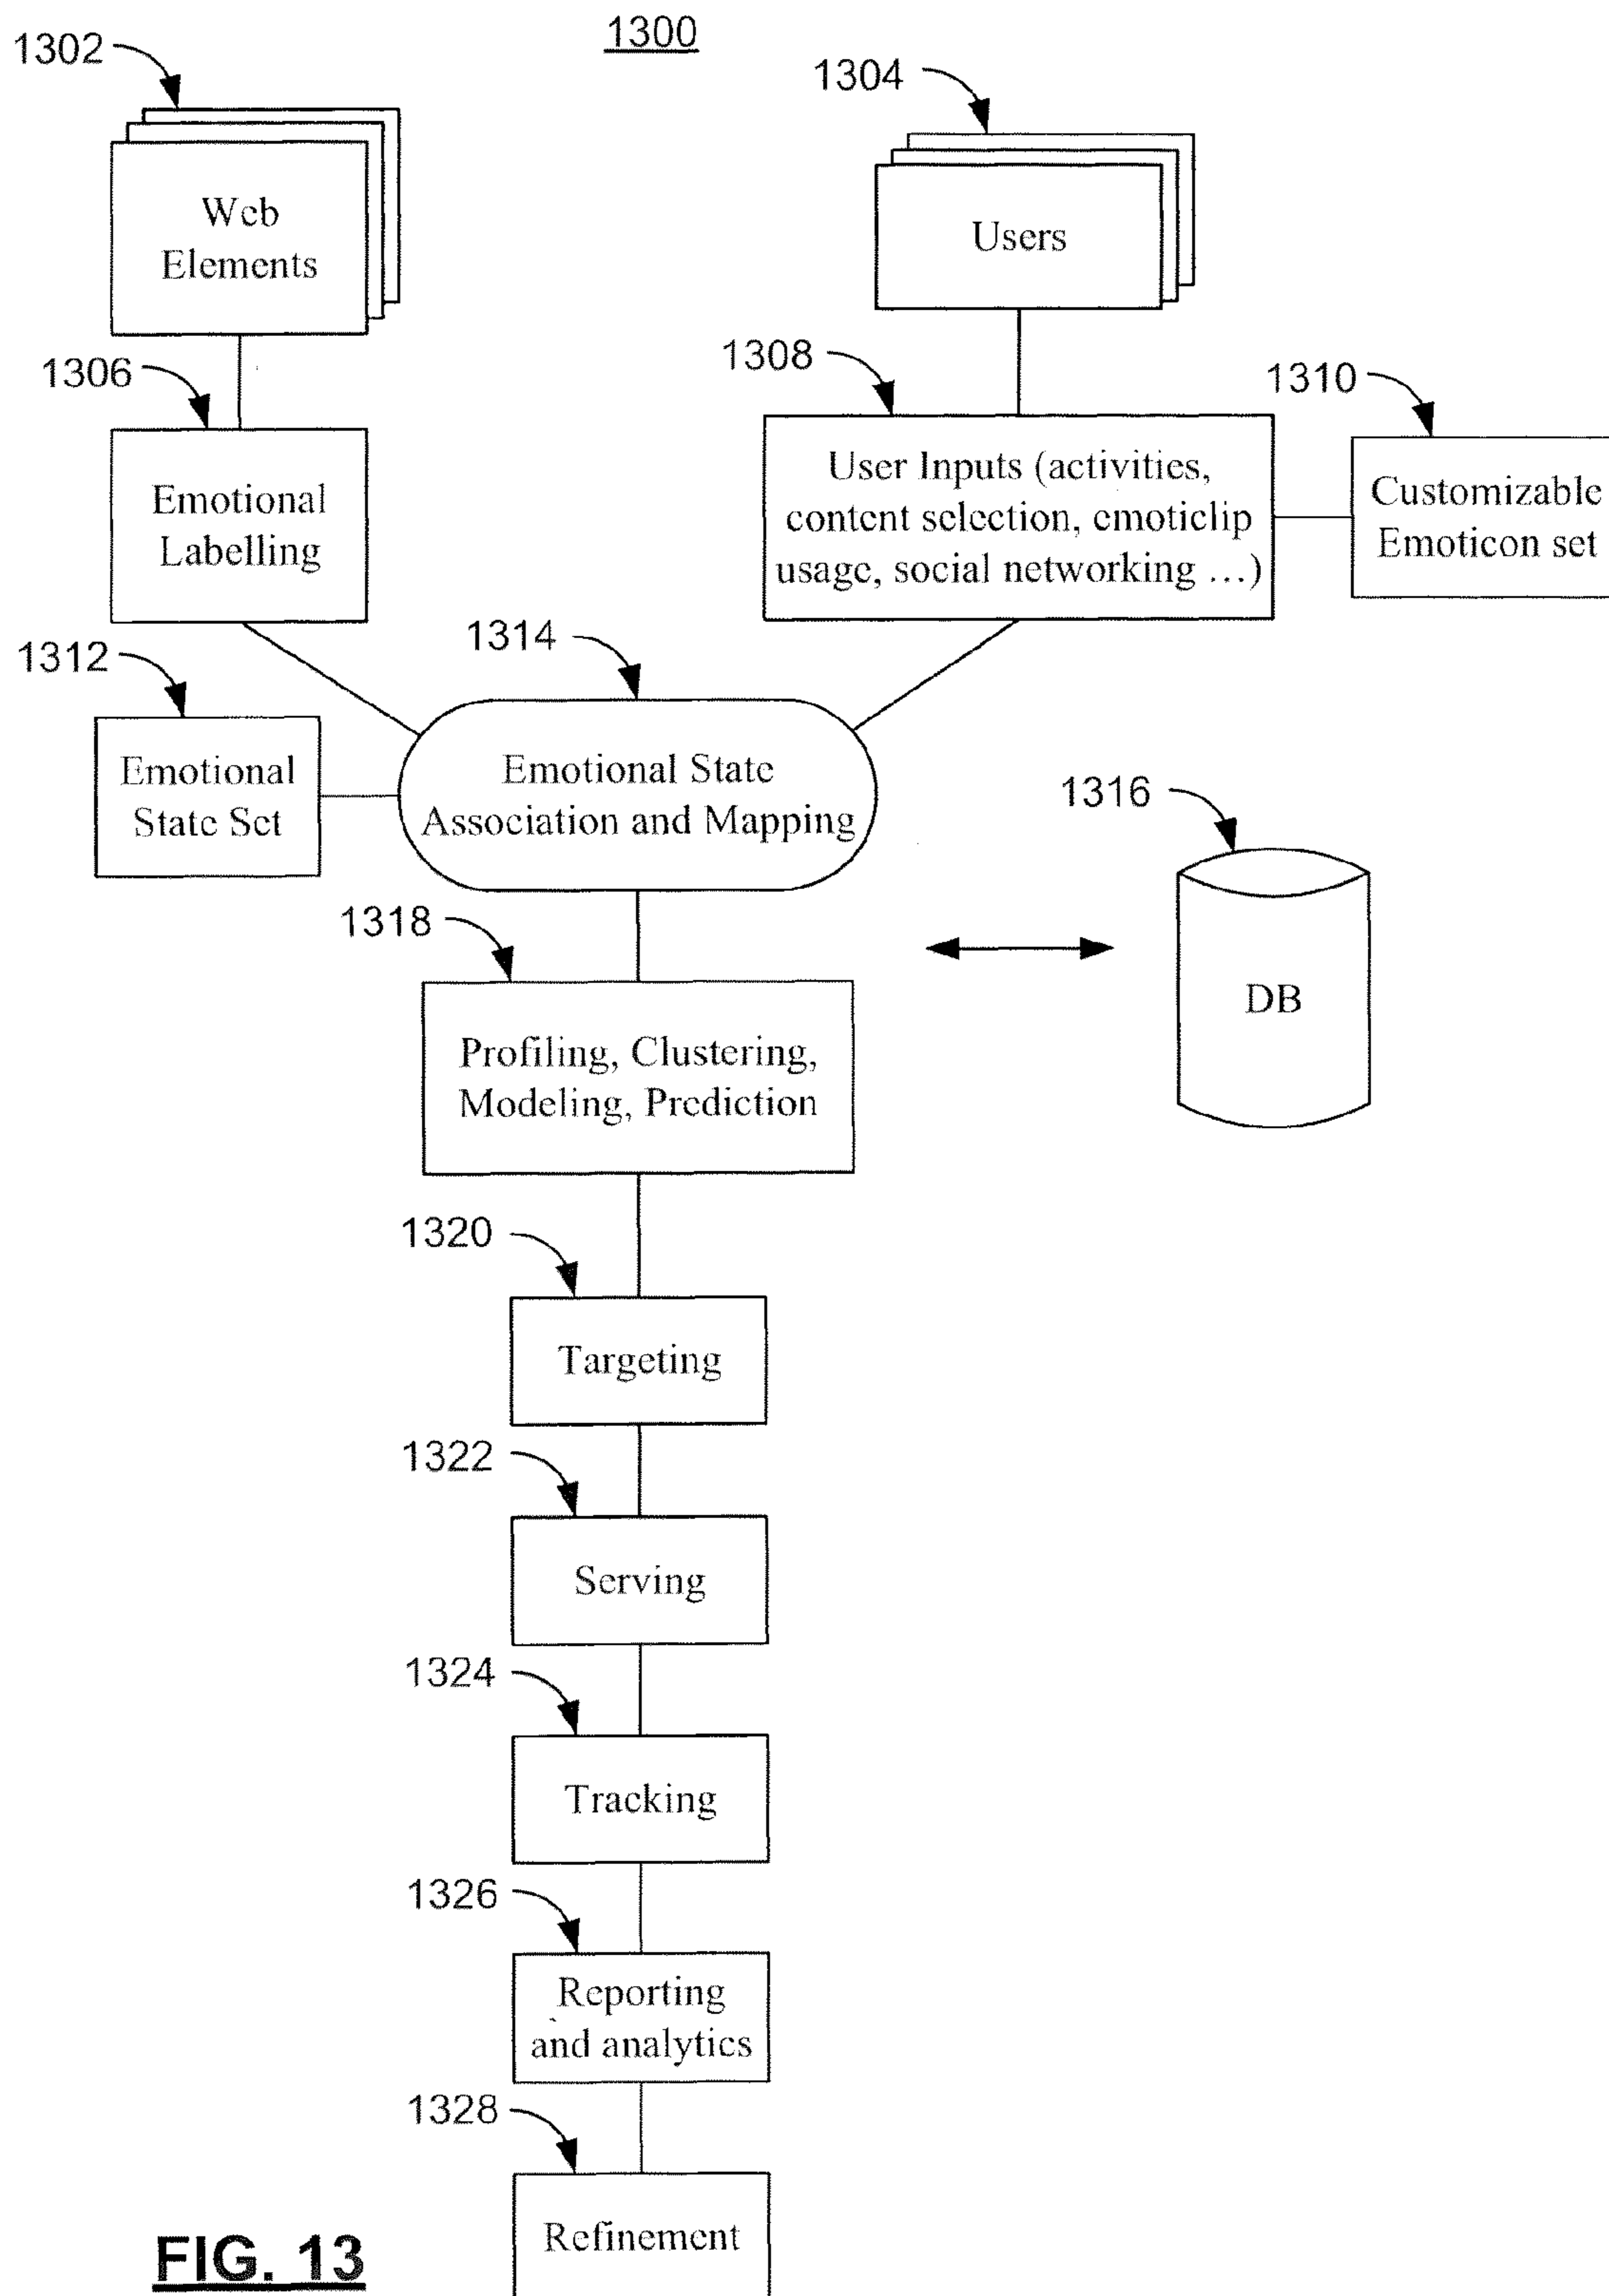 1300
1302
1304
Web
Elements
Users
1306
1308
1310
Emotional
Labelling
User Inputs (activities,
content selection, emoticlip
usage, social networking ...)
Customizable
Emoticon set
1312
1314
Emotional
State Set
Emotional State
Association and Mapping
1316
DB
1318
Profiling, Clustering,
Modeling, Prediction
1320
Targeting
1322
Serving
1324
Tracking
1326
Reporting
and analytics
1328
Refinement
FIG. 13